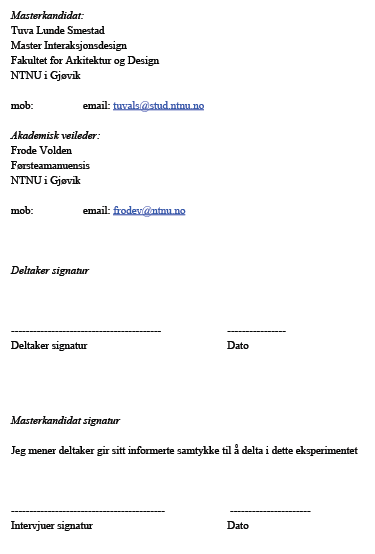 Masterkandidat:
Tuva Lunde Smestad
Master Interaksjonsdesign
Fakultet for Arkitektur og Design
NTNU i Gjøvik
mob: email: tuvals@stud.ntnu.no
Akademisk veileder:
Frode Volden
Førsteamanuensis
NTNU i Gjøvik
mob: email: frodev@ntnu.no
Deltaker signatur
----------------------------------------- ----------------
Deltaker signatur Dato
Masterkandidat signatur
Jeg mener deltaker gir sitt informerte samtykke til å delta i dette eksperimentet
------------------------------------------ ----------------------
Intervjuer signatur Dato